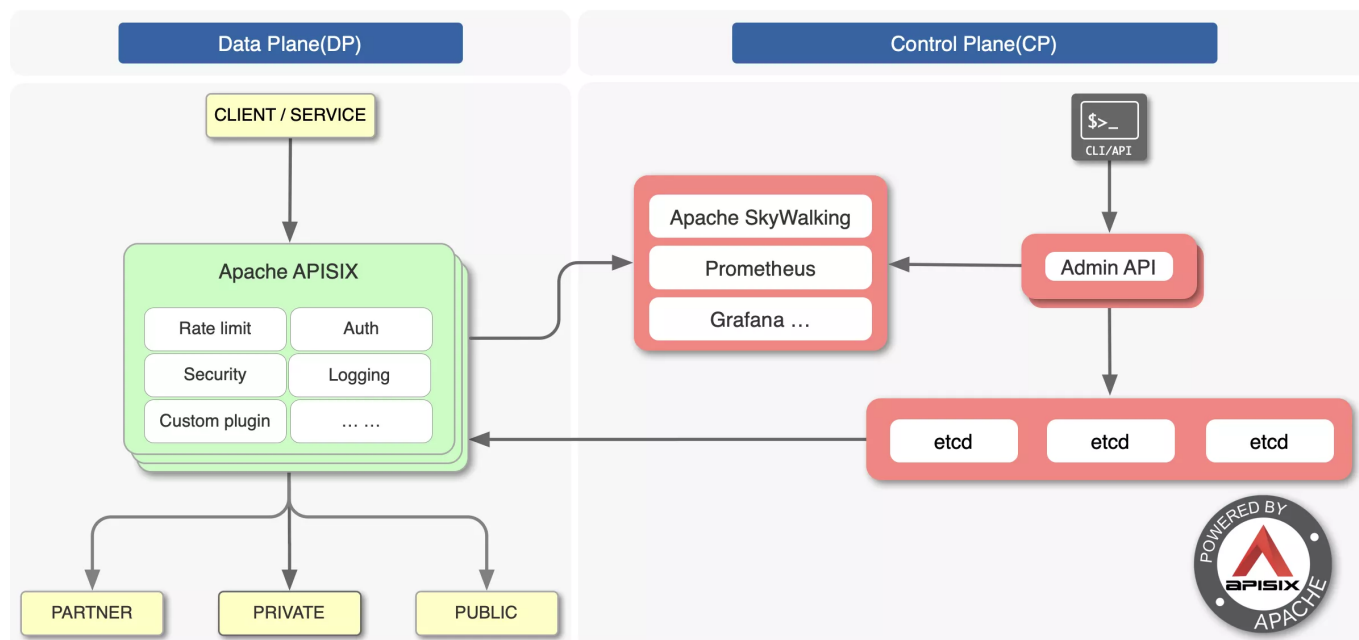 Data Plane(DP)
Control Plane(CP)
CLIENT / SERVICE
$>_
CLI/API
Apache SkyWalking
Prometheus
Grafana …
Admin API
Apache APISIX
Rate limit
Auth
Security
Logging
Custom plugin
… …
etcd
etcd
etcd
PARTNER
PRIVATE
PUBLIC
POWERED BY
APISIX
APACHE